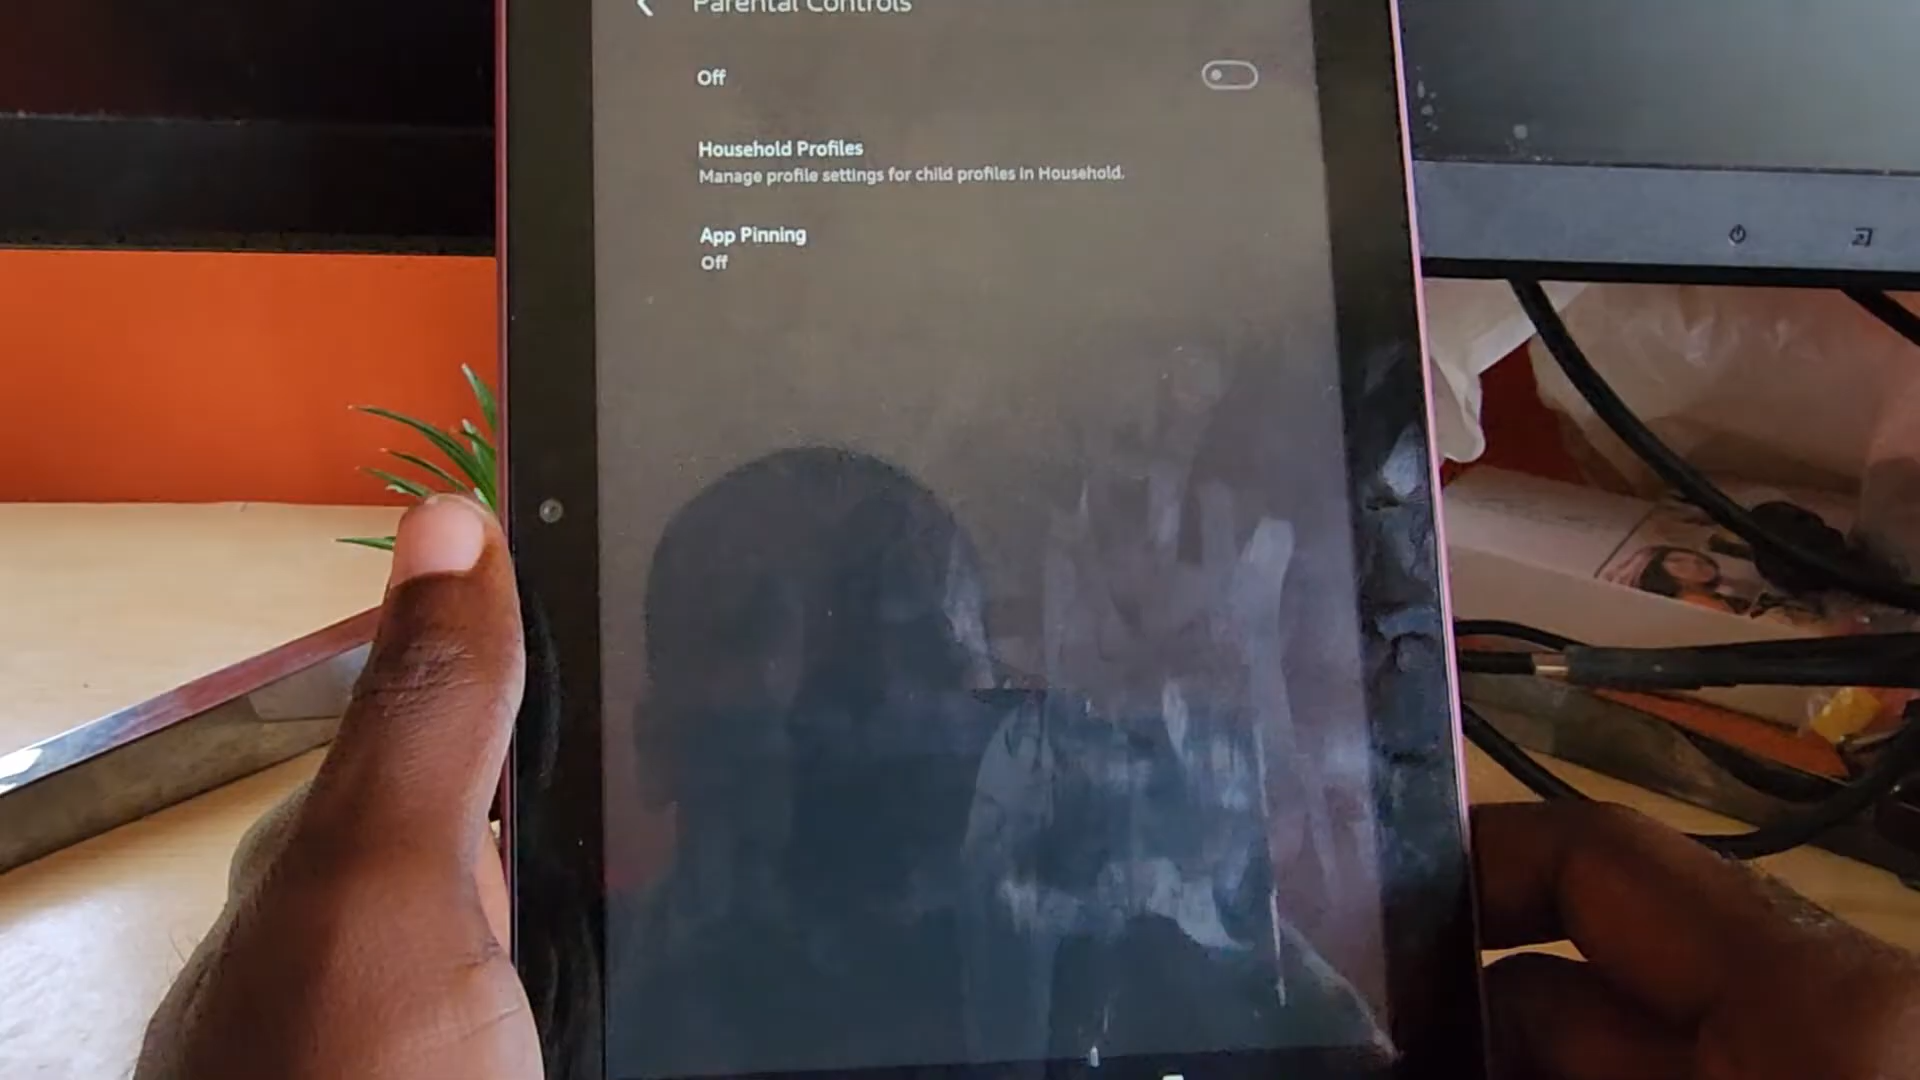 Parental Controls
Off
Household Profiles
Manage profile settings for child profiles in Household.
App Pinning
Off